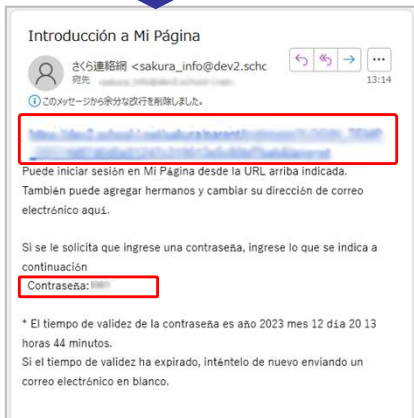 Introducción a Mi Página
さくら連絡網 <sakura_info@dev2.schc
宛先
13:14
このメッセージから余分な改行を削除しました。
Puede iniciar sesión en Mi Página desde la URL arriba indicada.
También puede agregar hermanos y cambiar su dirección de correo
electrónico aquí.
Si se le solicita que ingrese una contraseña, ingrese lo que se indica a
continuación
Contraseña:
* El tiempo de validez de la contraseña es año 2023 mes 12 día 20 13
horas 44 minutos.
Si el tiempo de validez ha expirado, inténtelo de nuevo enviando un
correo electrónico en blanco.